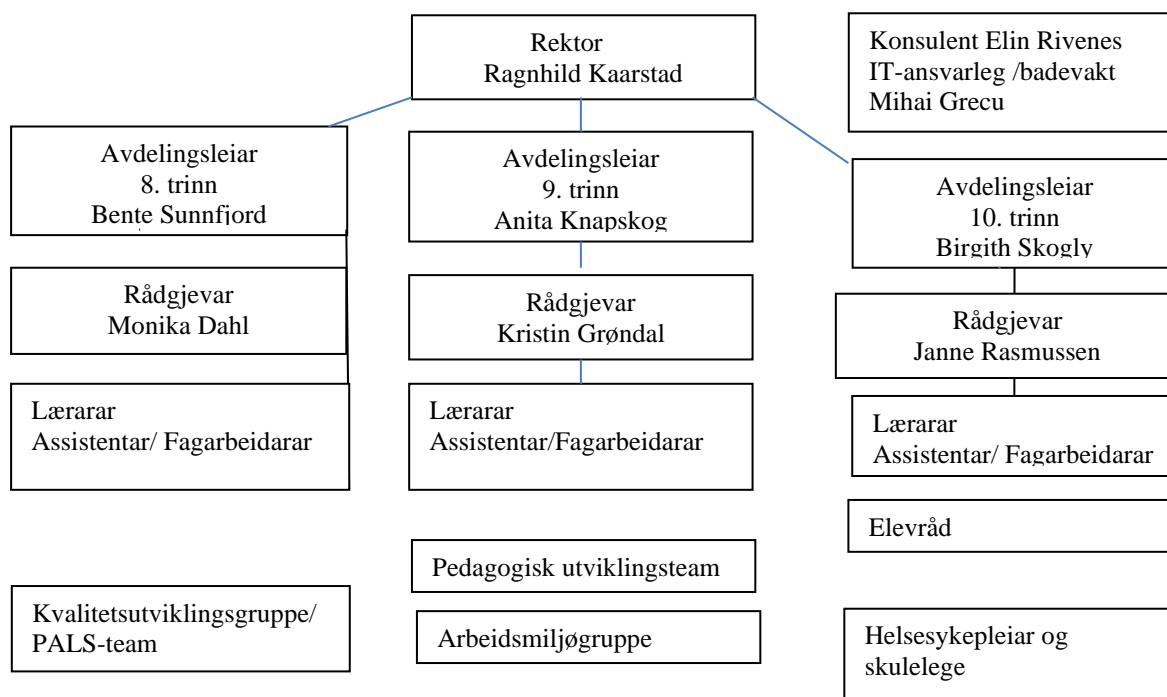 Rektor
Ragnhild Kaarstad
Konsulent Elin Rivenes
IT-ansvarleg /badevakt
Mihai Grecu
Avdelingsleiar
8. trinn
Bente Sunnfjord
Avdelingsleiar
9. trinn
Anita Knapskog
Avdelingsleiar
10. trinn
Birgith Skogly
Rådgjevar
Monika Dahl
Rådgjevar
Kristin Grøndal
Rådgjevar
Janne Rasmussen
Lærarar
Assistentar/ Fagarbeidarar
Lærarar
Assistentar/Fagarbeidarar
Lærarar
Assistentar/ Fagarbeidarar
Elevråd
Pedagogisk utviklingsteam
Kvalitetsutviklingsgruppe/
PALS-team
Arbeidsmiljøgruppe
Helsesykepleiar og
skulelege